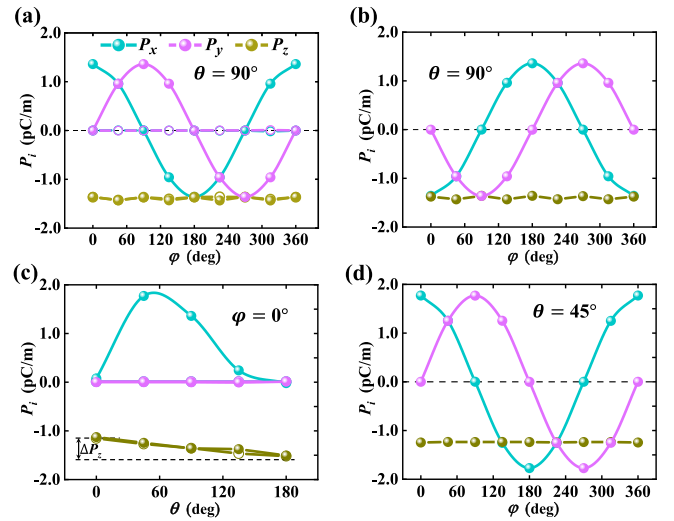 (a)
P_x P_y P_z
θ = 90°
P_i (pC/m)
2.0
1.0
0.0
-1.0
-2.0
0 60 120 180 240 300 360
φ (deg)
(b)
θ = 90°
P_i (pC/m)
2.0
1.0
0.0
-1.0
-2.0
0 60 120 180 240 300 360
φ (deg)
(c)
φ = 0°
P_i (pC/m)
2.0
1.0
0.0
-1.0
-2.0
ΔP_z
0 45 90 135 180
θ (deg)
(d)
θ = 45°
P_i (pC/m)
2.0
1.0
0.0
-1.0
-2.0
0 60 120 180 240 300 360
φ (deg)